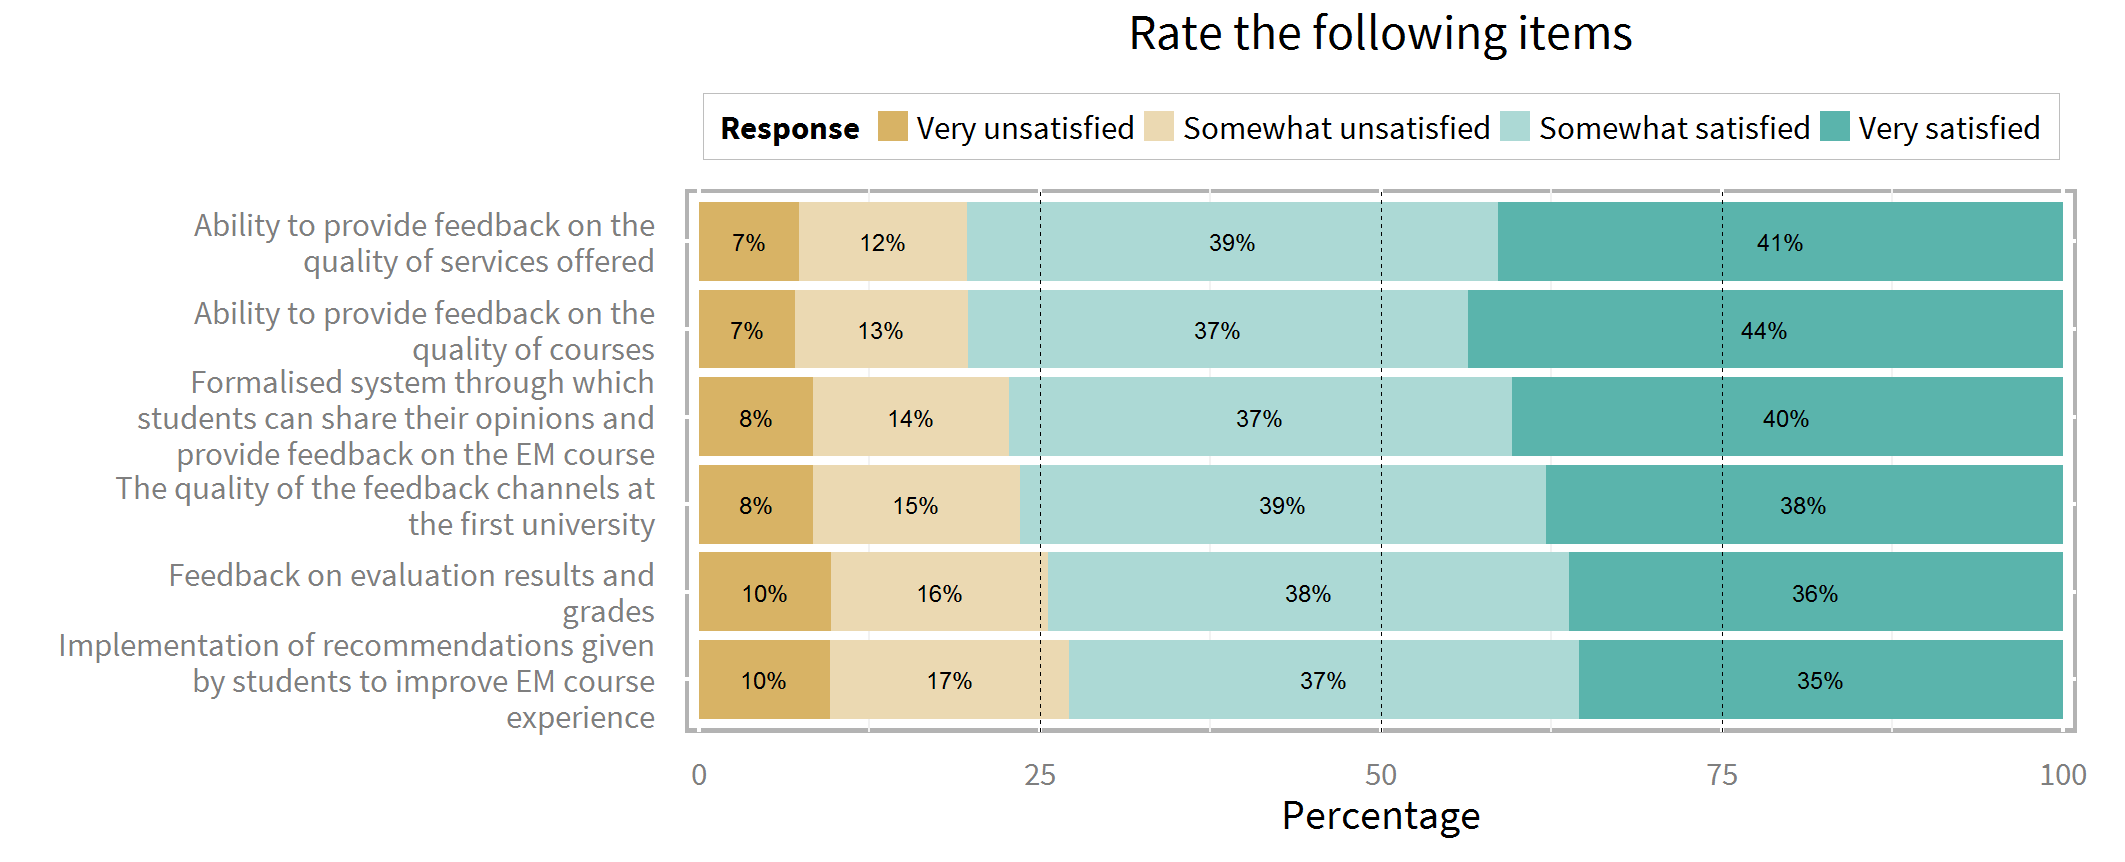 Rate the following items
Response Very unsatisfied Somewhat unsatisfied Somewhat satisfied Very satisfied
Ability to provide feedback on the
quality of services offered
7% 12% 39% 41%
Ability to provide feedback on the
quality of courses
7% 13% 37% 44%
Formalised system through which
students can share their opinions and
provide feedback on the EM course
8% 14% 37% 40%
The quality of the feedback channels at
the first university
8% 15% 39% 38%
Feedback on evaluation results and
grades
10% 16% 38% 36%
Implementation of recommendations given
by students to improve EM course
experience
10% 17% 37% 35%
0 25 50 75 100
Percentage